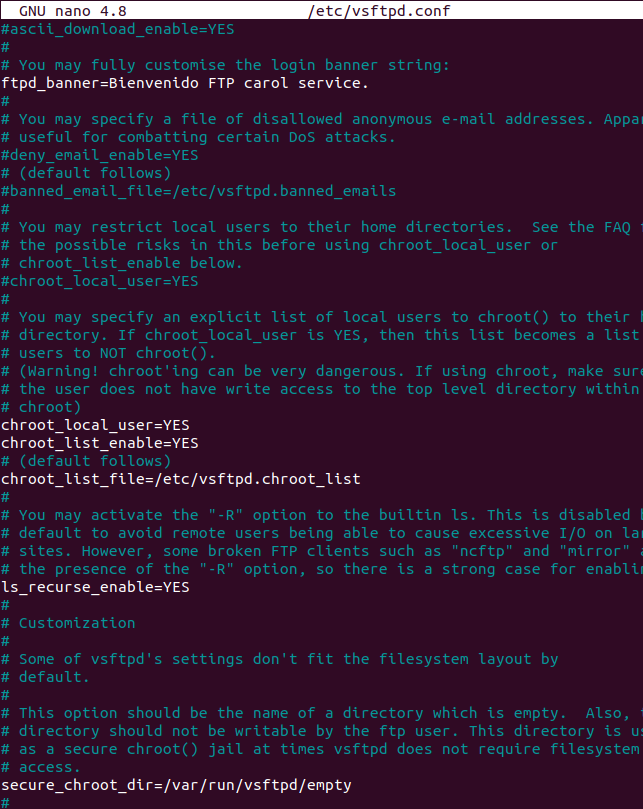 GNU nano 4.8 /etc/vsftpd.conf
#ascii_download_enable=YES
#
# You may fully customise the login banner string:
ftpd_banner=Bienvenido FTP carol service.
#
# You may specify a file of disallowed anonymous e-mail addresses. Appar
# useful for combatting certain DoS attacks.
#deny_email_enable=YES
# (default follows)
#banned_email_file=/etc/vsftpd.banned_emails
#
# You may restrict local users to their home directories.  See the FAQ f
# the possible risks in this before using chroot_local_user or
# chroot_list_enable below.
#chroot_local_user=YES
#
# You may specify an explicit list of local users to chroot() to their h
# directory. If chroot_local_user is YES, then this list becomes a list
# users to NOT chroot().
# (Warning! chroot'ing can be very dangerous. If using chroot, make sure
# the user does not have write access to the top level directory within
# chroot)
chroot_local_user=YES
chroot_list_enable=YES
# (default follows)
chroot_list_file=/etc/vsftpd.chroot_list
#
# You may activate the "-R" option to the builtin ls. This is disabled b
# default to avoid remote users being able to cause excessive I/O on lar
# sites. However, some broken FTP clients such as "ncftp" and "mirror" a
# the presence of the "-R" option, so there is a strong case for enablin
ls_recurse_enable=YES
#
# Customization
#
# Some of vsftpd's settings don't fit the filesystem layout by
# default.
#
# This option should be the name of a directory which is empty.  Also, t
# directory should not be writable by the ftp user. This directory is us
# as a secure chroot() jail at times vsftpd does not require filesystem
# access.
secure_chroot_dir=/var/run/vsftpd/empty
#